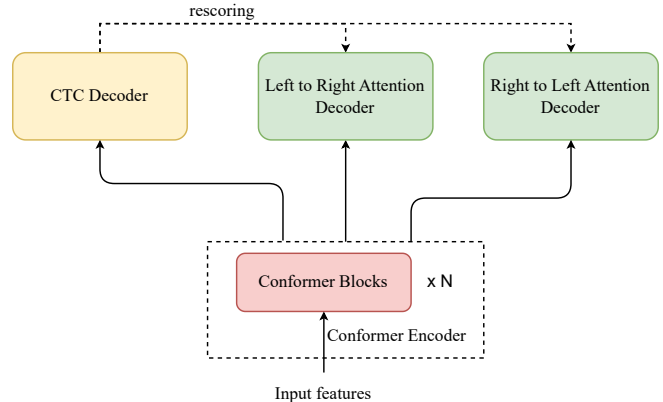 rescoring
CTC Decoder
Left to Right Attention
Decoder
Right to Left Attention
Decoder
Conformer Blocks
x N
Conformer Encoder
Input features